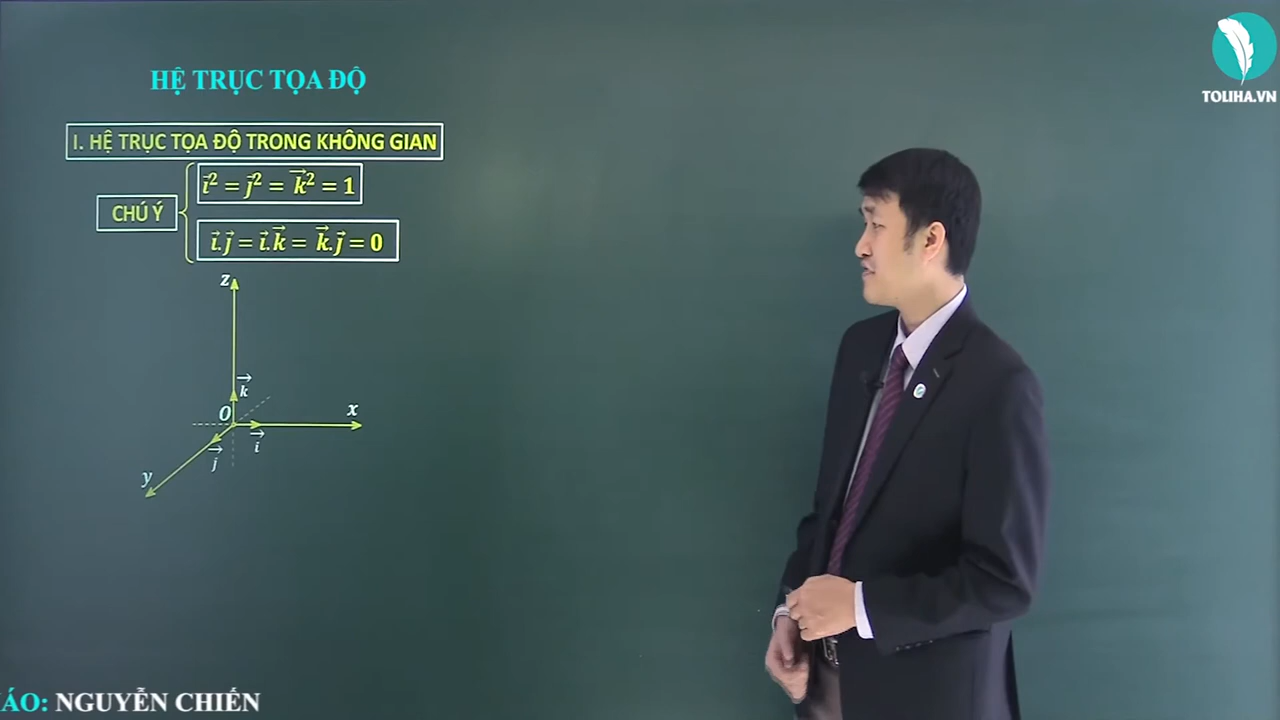 TOLIHA.VN
HỆ TRỤC TỌA ĐỘ
I. HỆ TRỤC TỌA ĐỘ TRONG KHÔNG GIAN
CHÚ Ý
i⃗² = j⃗² = k⃗² = 1
i⃗.j⃗ = i⃗.k⃗ = k⃗.j⃗ = 0
z
k⃗
O
x
i⃗
j⃗
y
ÁO: NGUYỄN CHIẾN